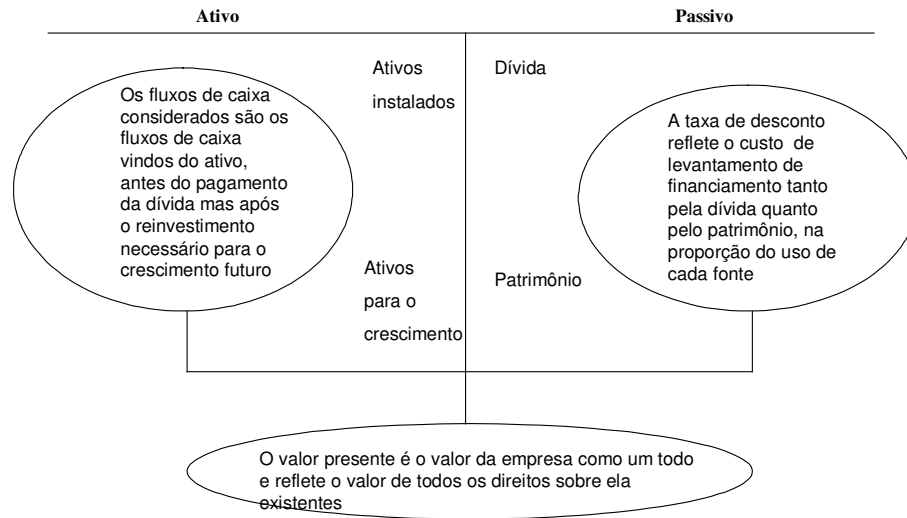 Ativo
Passivo
Ativos
instalados
Dívida
Os fluxos de caixa
considerados são os
fluxos de caixa
vindos do ativo,
antes do pagamento
da dívida mas após
o reinvestimento
necessário para o
crescimento futuro
A taxa de desconto
reflete o custo de
levantamento de
financiamento tanto
pela dívida quanto
pelo patrimônio, na
proporção do uso de
cada fonte
Ativos
para o
crescimento
Patrimônio
O valor presente é o valor da empresa como um todo
e reflete o valor de todos os direitos sobre ela
existentes